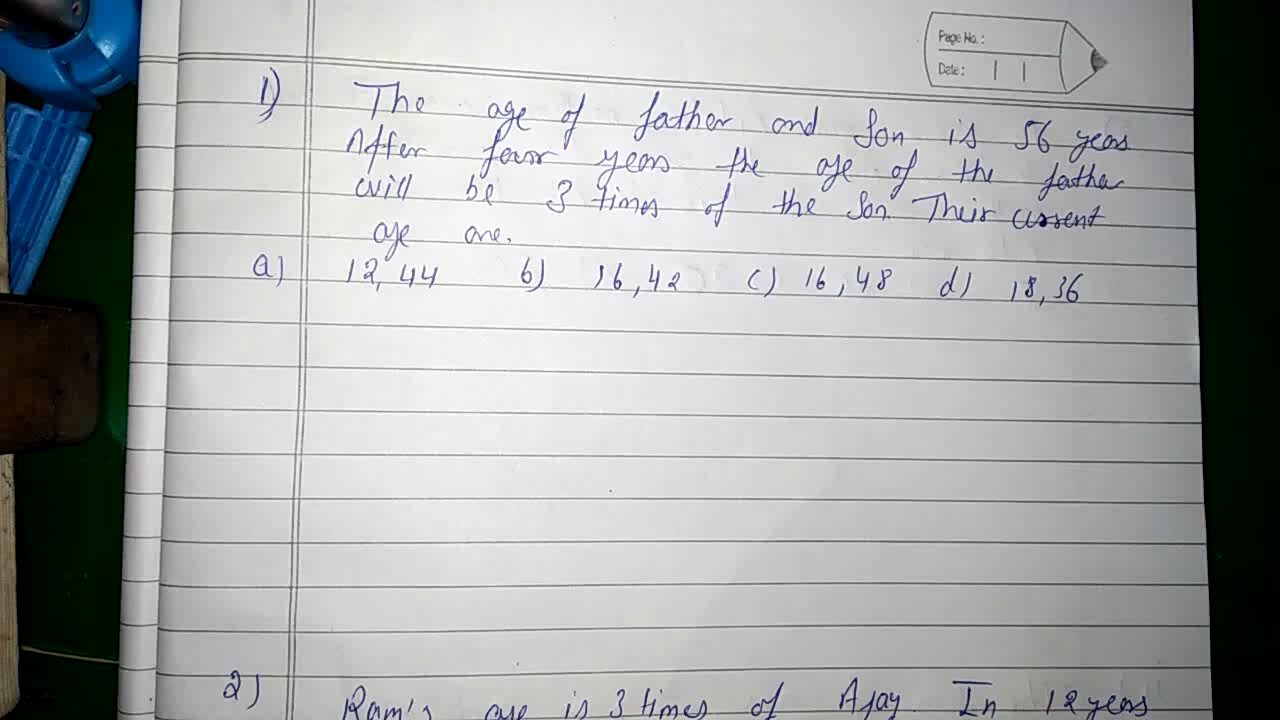 Page No.:
Date:
1) The age of father and Son is 56 years
After four years the age of the father
will be 3 times of the Son Their current
age are.
a) 12, 44 b) 16, 42 c) 16, 48 d) 18, 36
2) Ram's age is 3 times of Ajay. In 12 years